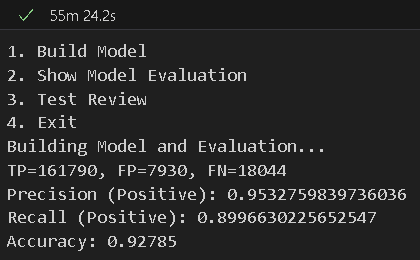 55m 24.2s
1. Build Model
2. Show Model Evaluation
3. Test Review
4. Exit
Building Model and Evaluation...
TP=161790, FP=7930, FN=18044
Precision (Positive): 0.9532759839736036
Recall (Positive): 0.8996630225652547
Accuracy: 0.92785